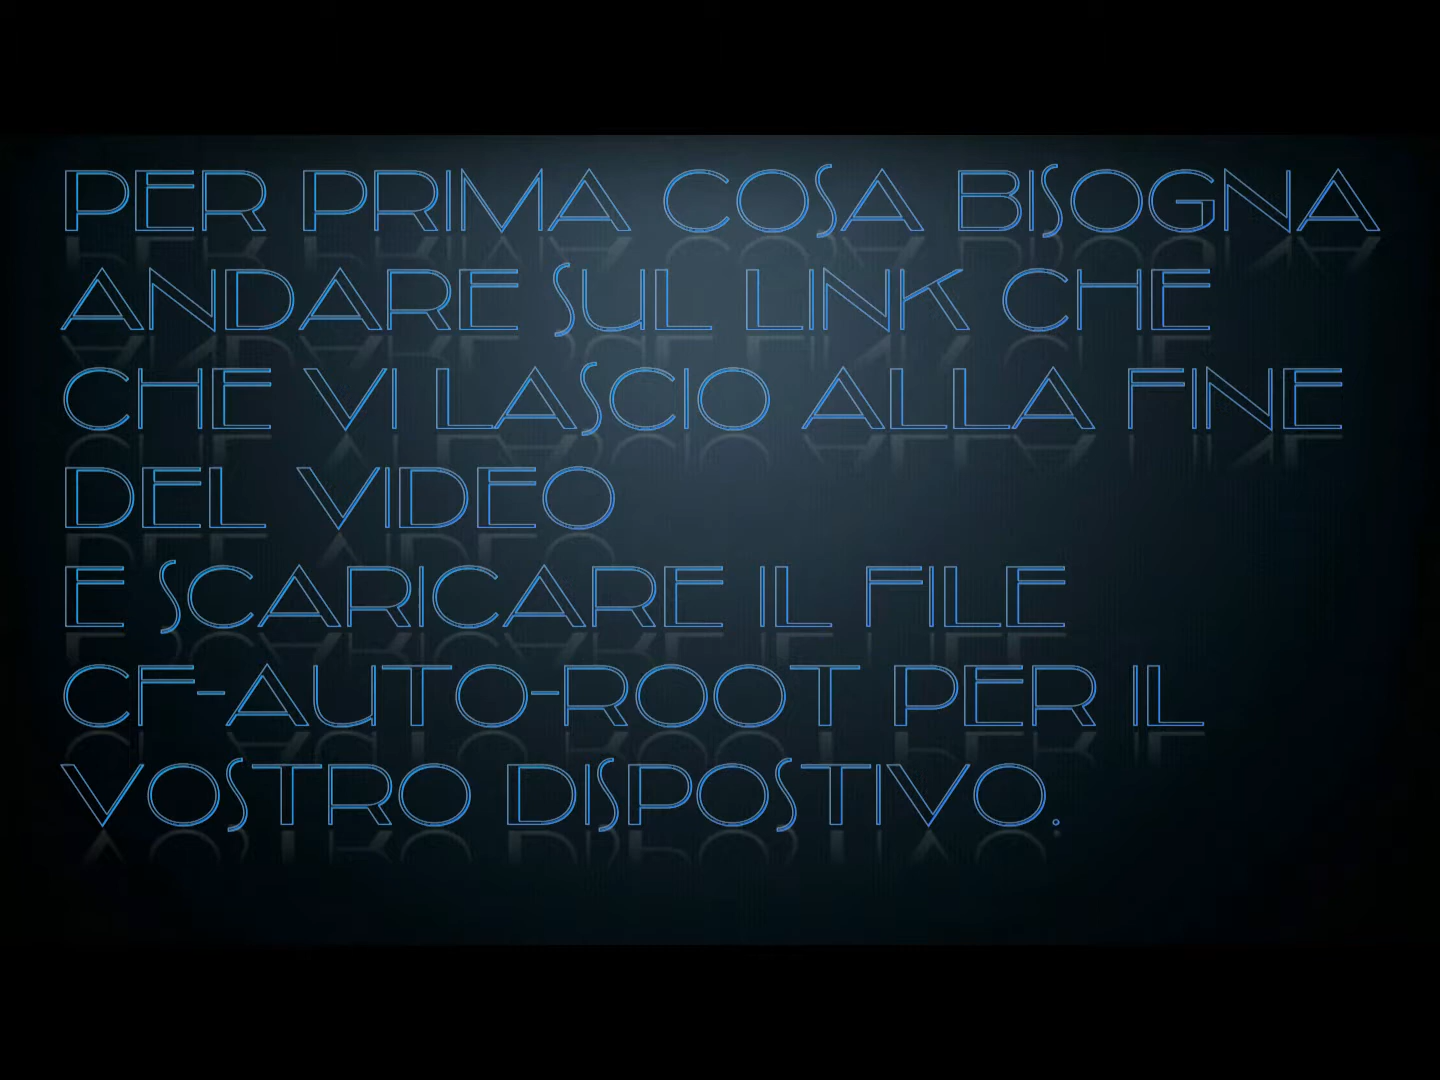 PER PRIMA COSA BISOGNA
ANDARE SUL LINK CHE
CHE VI LASCIO ALLA FINE
DEL VIDEO
E SCARICARE IL FILE
CF-AUTO-ROOT PER IL
VOSTRO DISPOSTIVO.